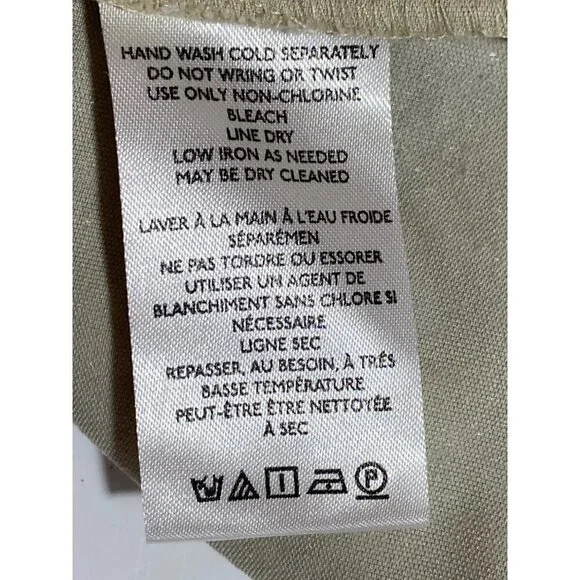 HAND WASH COLD SEPARATELY
DO NOT WRING OR TWIST
USE ONLY NON-CHLORINE
BLEACH
LINE DRY
LOW IRON AS NEEDED
MAY BE DRY CLEANED
LAVER À LA MAIN À L'EAU FROIDE
SÉPARÉMEN
NE PAS TORDRE OU ESSORER
UTILISER UN AGENT DE
BLANCHIMENT SANS CHLORE SI
NÉCESSAIRE
LIGNE SEC
REPASSER, AU BESOIN, À TRÉS
BASSE TEMPÉRATURE
PEUT-ÊTRE ÊTRE NETTOYÉE
À SEC
P